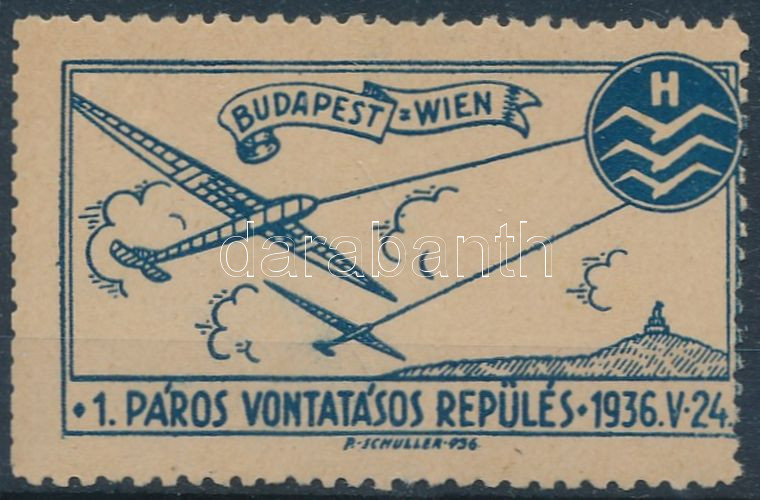 BUDAPEST=WIEN
H
darabanth
•1. PÁROS VONTATÁSOS REPÜLÉS•1936.V•24.
P.-SCHULLER-936